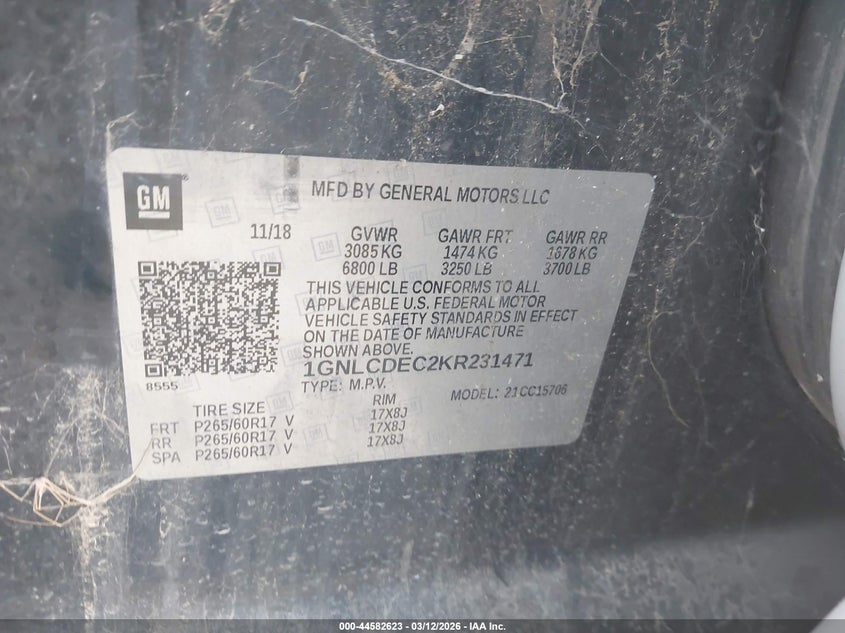 GM
MFD BY GENERAL MOTORS LLC
11/18 GVWR GAWR FRT GAWR RR
3085 KG 1474 KG 1678 KG
6800 LB 3250 LB 3700 LB
THIS VEHICLE CONFORMS TO ALL
APPLICABLE U.S. FEDERAL MOTOR
VEHICLE SAFETY STANDARDS IN EFFECT
ON THE DATE OF MANUFACTURE
SHOWN ABOVE.
8555
1GNLCDEC2KR231471
TYPE: M.P.V. MODEL: 21 CC15706
TIRE SIZE RIM
FRT P265/60R17 V 17X8J
RR P265/60R17 V 17X8J
SPA P265/60R17 V 17X8J
000-44582623 - 03/12/2026 - IAA Inc.